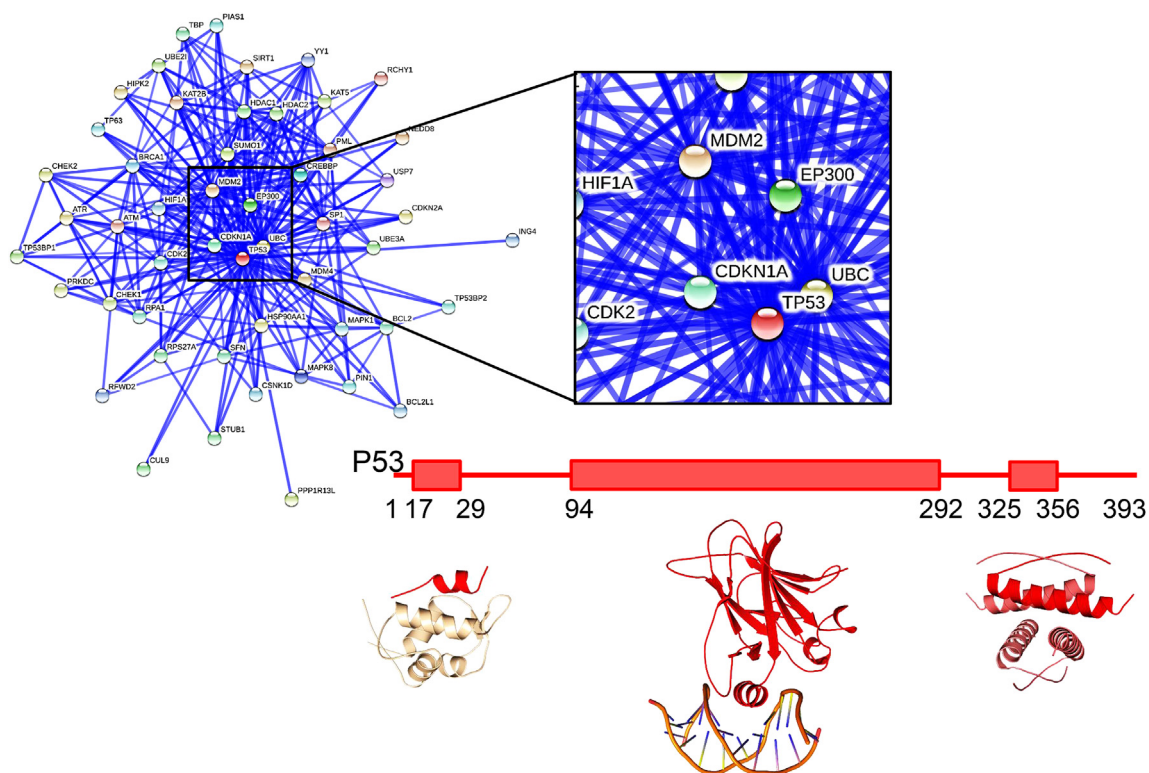 TBP
PIAS1
UBE2I
SIRT1
YY1
RCHY1
HIPK2
KAT2B
HDAC1
HDAC2
KAT5
TP63
SUMO1
PML
NEDD8
CHEK2
BRCA1
CREBBP
USP7
MDM2
EP300
ATR
ATM
HIF1A
SP1
CDKN2A
TP53BP1
CDKN1A
UBC
UBE3A
ING4
CDK2
TP53
PRKDC
MDM4
CHEK1
RPA1
HSP90AA1
MAPK1
BCL2
TP53BP2
RPS27A
SFN
MAPK8
PIN1
RFWD2
CSNK1D
BCL2L1
STUB1
CUL9
PPP1R13L
MDM2
HIF1A
EP300
CDKN1A
UBC
TP53
CDK2
P53
1 17 29 94 292 325 356 393